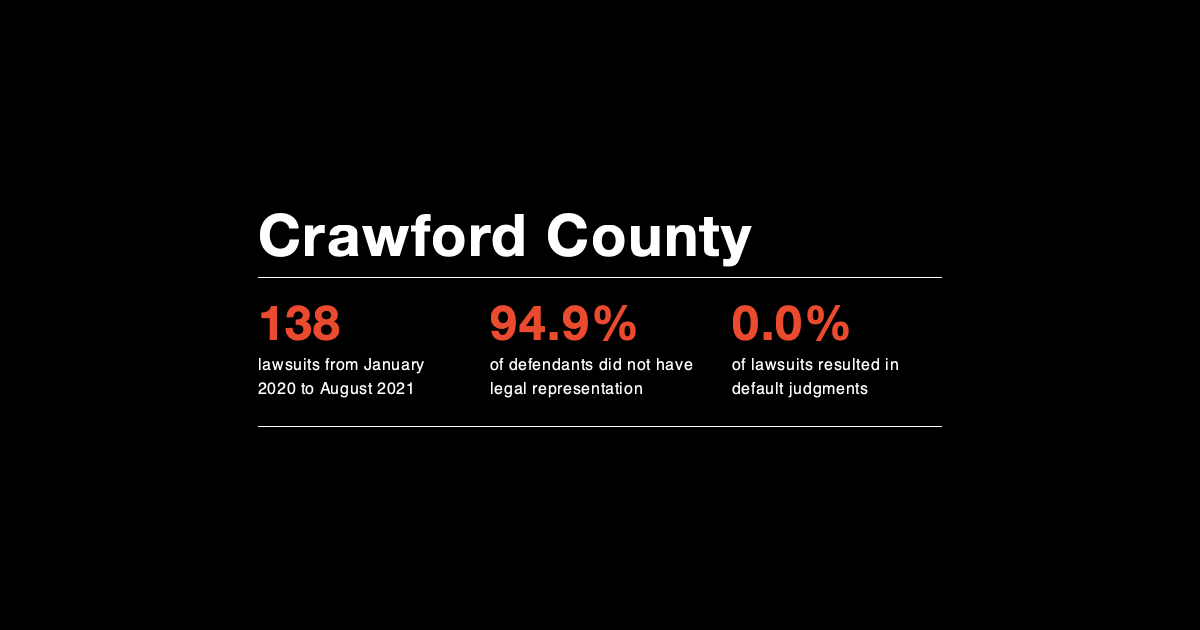 Crawford County
138
lawsuits from January
2020 to August 2021
94.9%
of defendants did not have
legal representation
0.0%
of lawsuits resulted in
default judgments